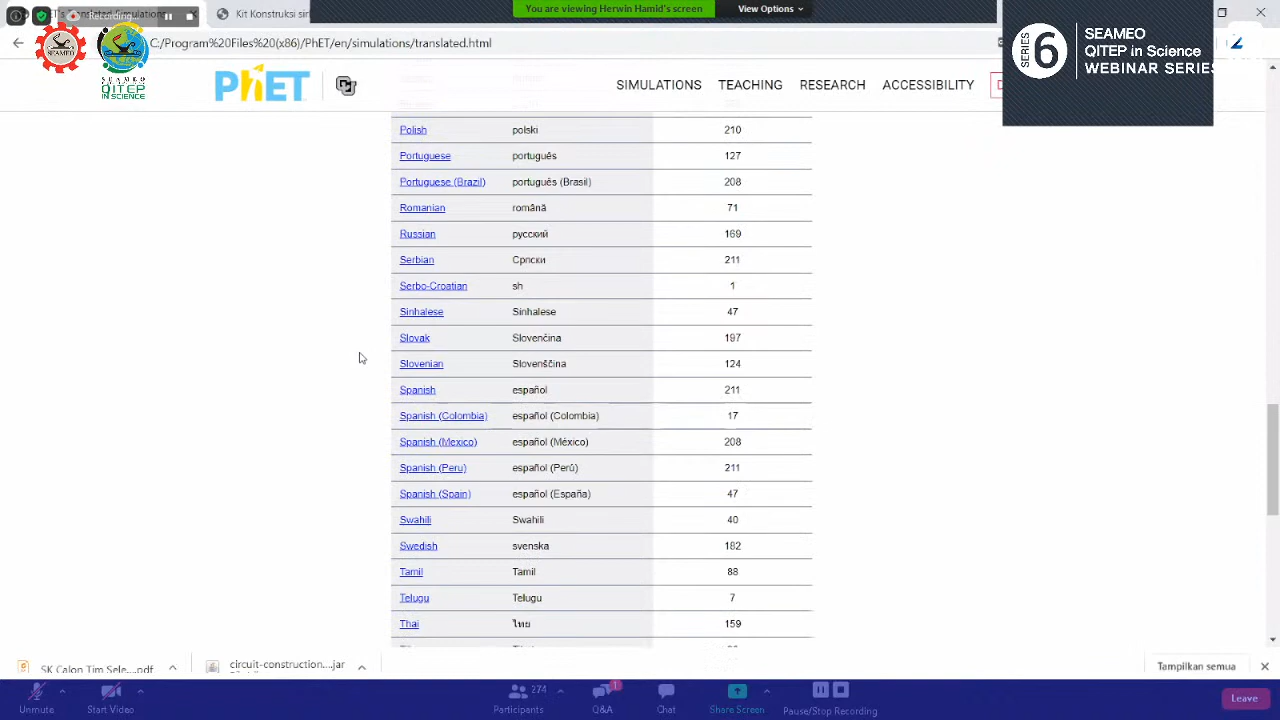 Recording...
PhET's Translated Simulations
Kit Konstruksi sir
You are viewing Herwin Hamid's screen
View Options
C:/Program%20Files%20(x86)/PhET/en/simulations/translated.html
SEAMEO
SEAMEO
QITEP
IN SCIENCE
SERIES 6
SEAMEO
QITEP in Science
WEBINAR SERIES
PhET
SIMULATIONS TEACHING RESEARCH ACCESSIBILITY
Polish polski 210
Portuguese português 127
Portuguese (Brazil) português (Brasil) 208
Romanian română 71
Russian русский 169
Serbian Српски 211
Serbo-Croatian sh 1
Sinhalese Sinhalese 47
Slovak Slovenčina 197
Slovenian Slovenščina 124
Spanish español 211
Spanish (Colombia) español (Colombia) 17
Spanish (Mexico) español (México) 208
Spanish (Peru) español (Perú) 211
Spanish (Spain) español (España) 47
Swahili Swahili 40
Swedish svenska 182
Tamil Tamil 88
Telugu Telugu 7
Thai ไทย 159
SK Calon Tim Sele...pdf
circuit-construction....jar
Tampilkan semua
Unmute
Start Video
274
Participants
1
Q&A
Chat
Share Screen
Pause/Stop Recording
Leave